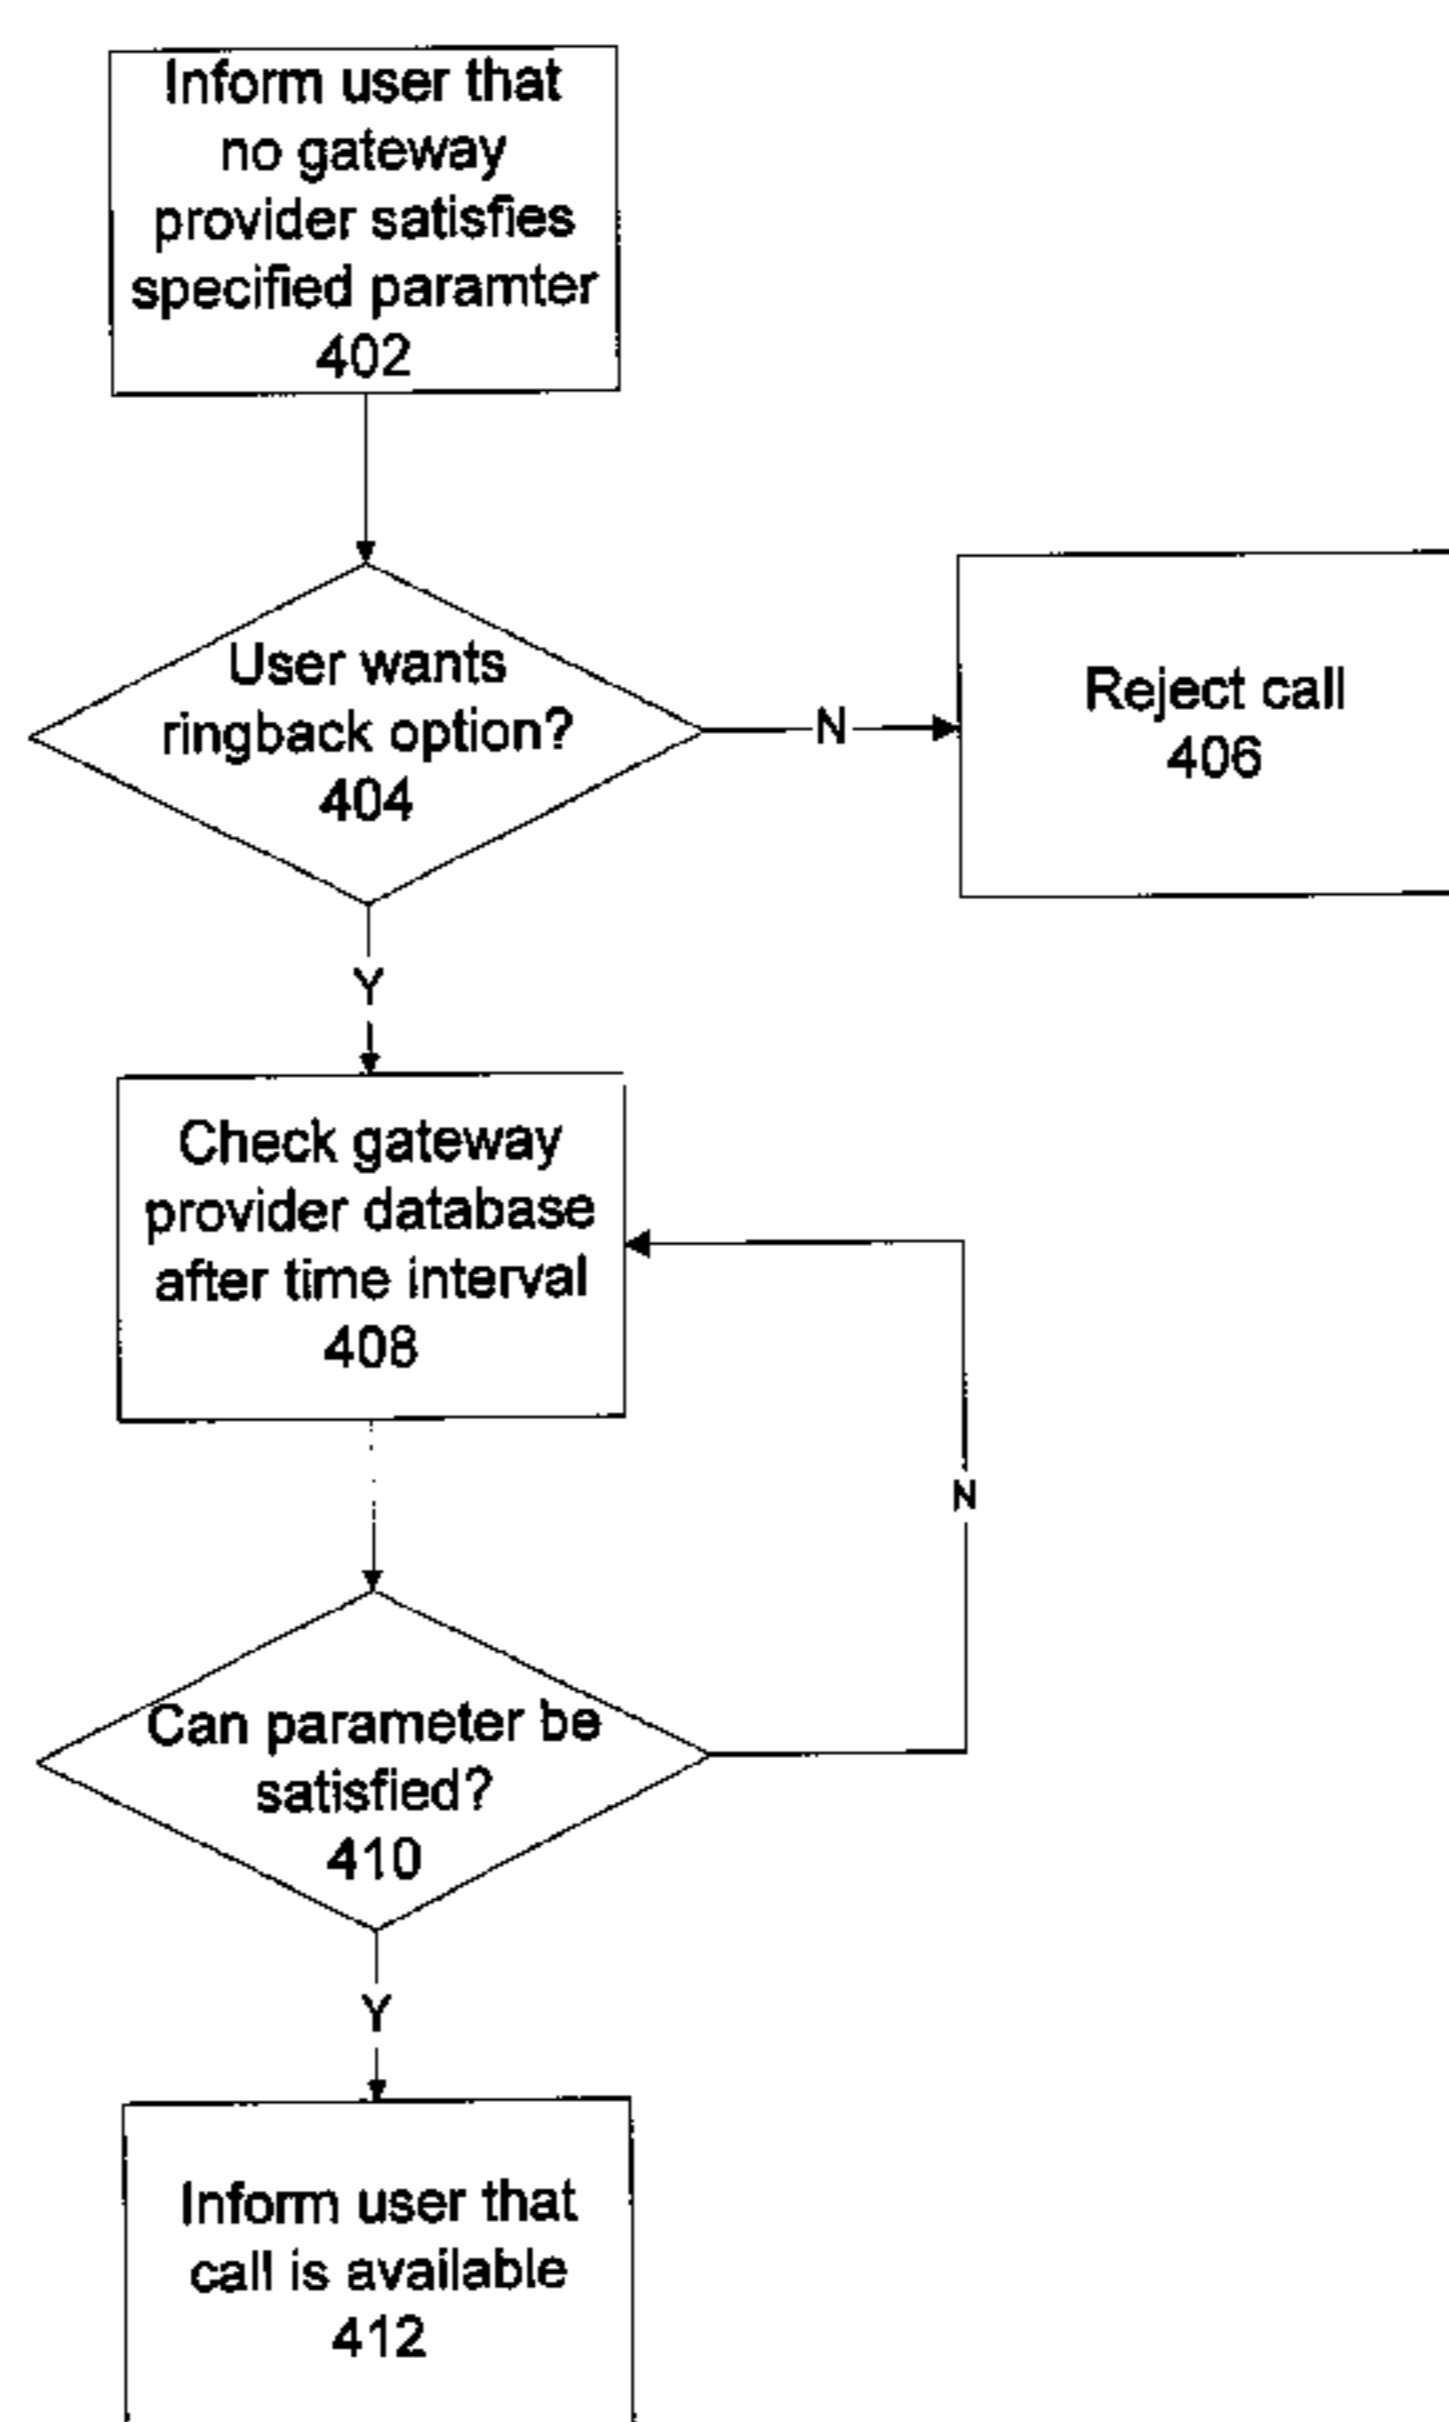 Inform user that
no gateway
provider satisfies
specified paramter
402
User wants
ringback option?
404
N
Reject call
406
Y
Check gateway
provider database
after time interval
408
N
Can parameter be
satisfied?
410
Y
Inform user that
call is available
412